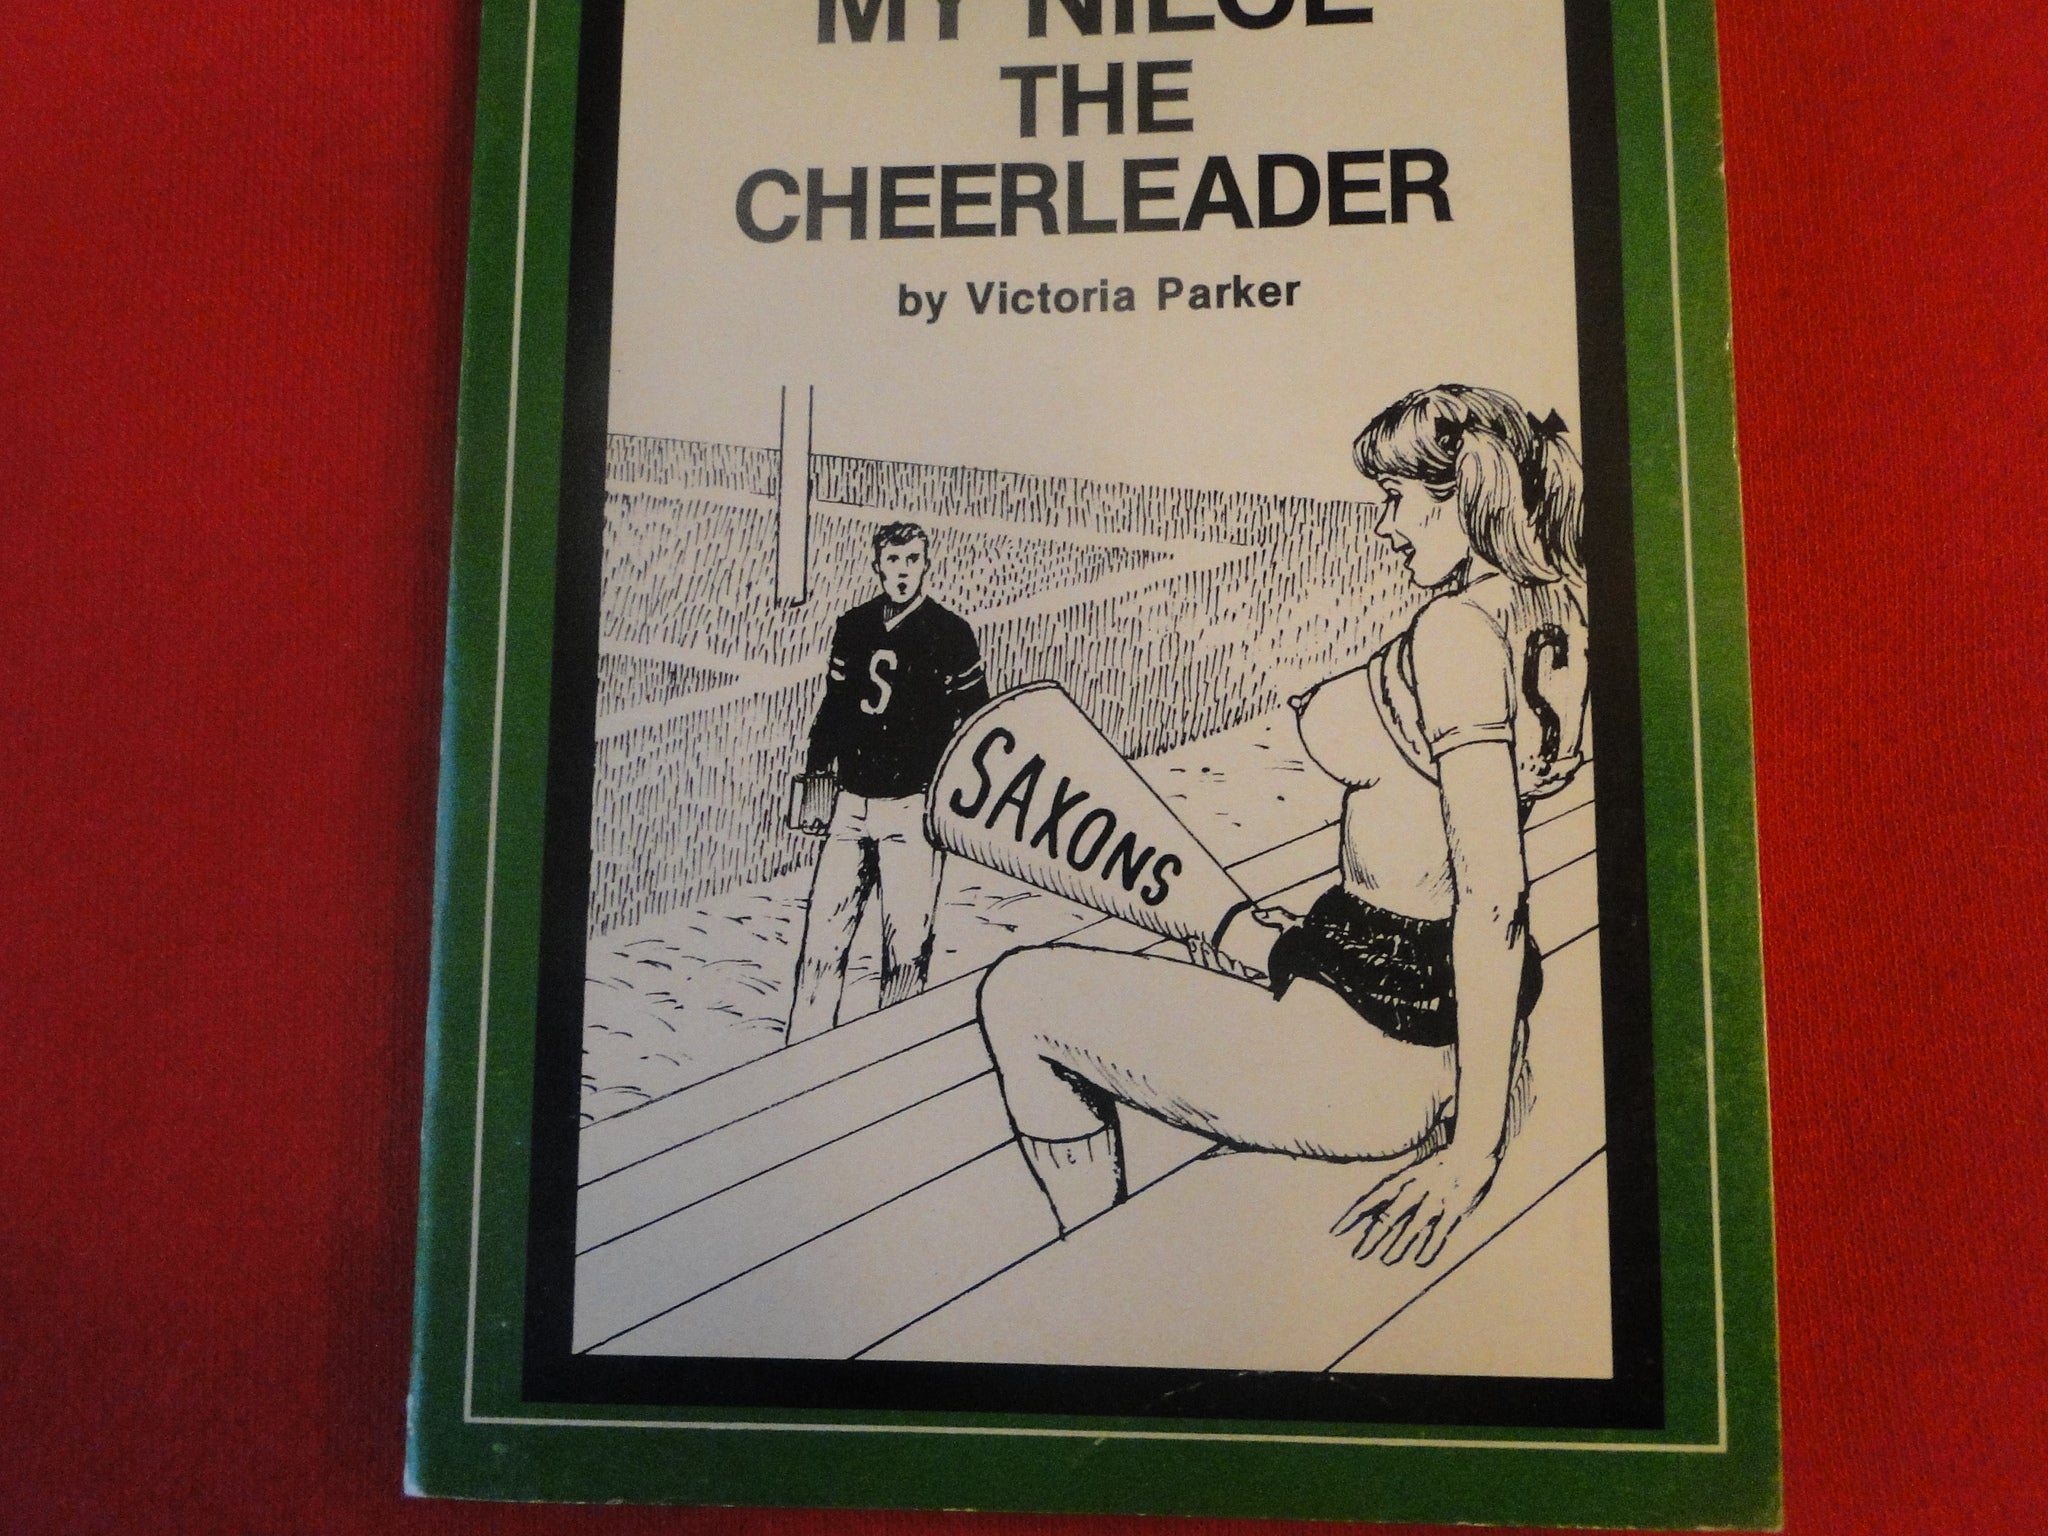 MY NIECE
THE
CHEERLEADER
by Victoria Parker
S
S
SAXONS